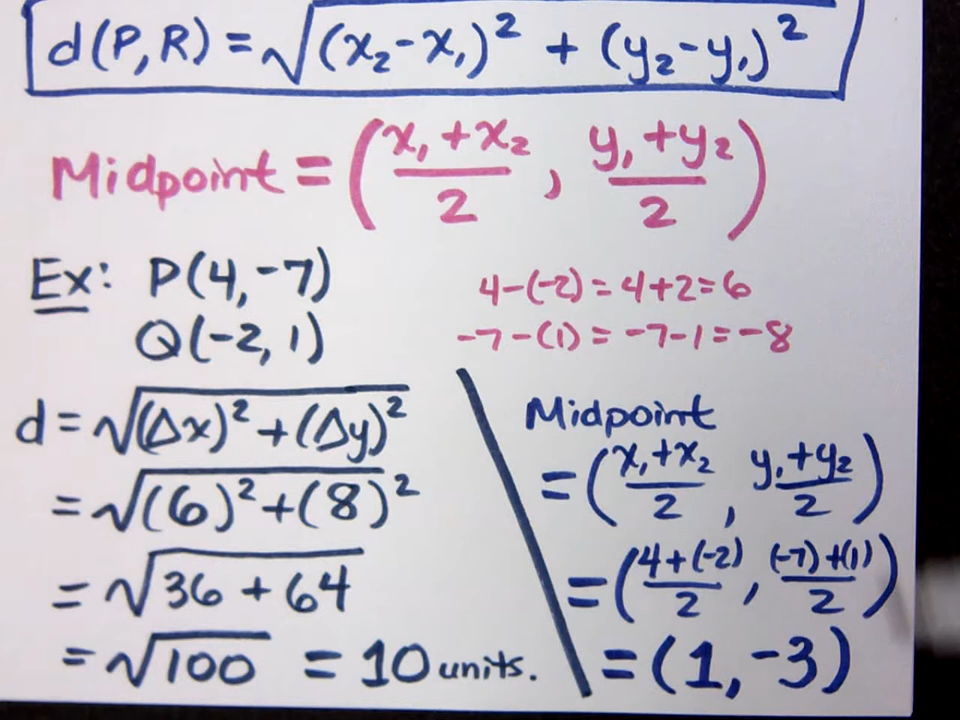 d(P,R) = √(x₂-x₁)² + (y₂-y₁)²
Midpoint = (x₁+x₂/2, y₁+y₂/2)
Ex: P(4,-7)
Q(-2,1)
4-(-2) = 4+2=6
-7-(1) = -7-1=-8
d = √(Δx)²+(Δy)²
= √(6)²+(8)²
= √36+64
= √100 = 10 units.
Midpoint
= (x₁+x₂/2, y₁+y₂/2)
= (4+(-2)/2, (-7)+(1)/2)
= (1,-3)